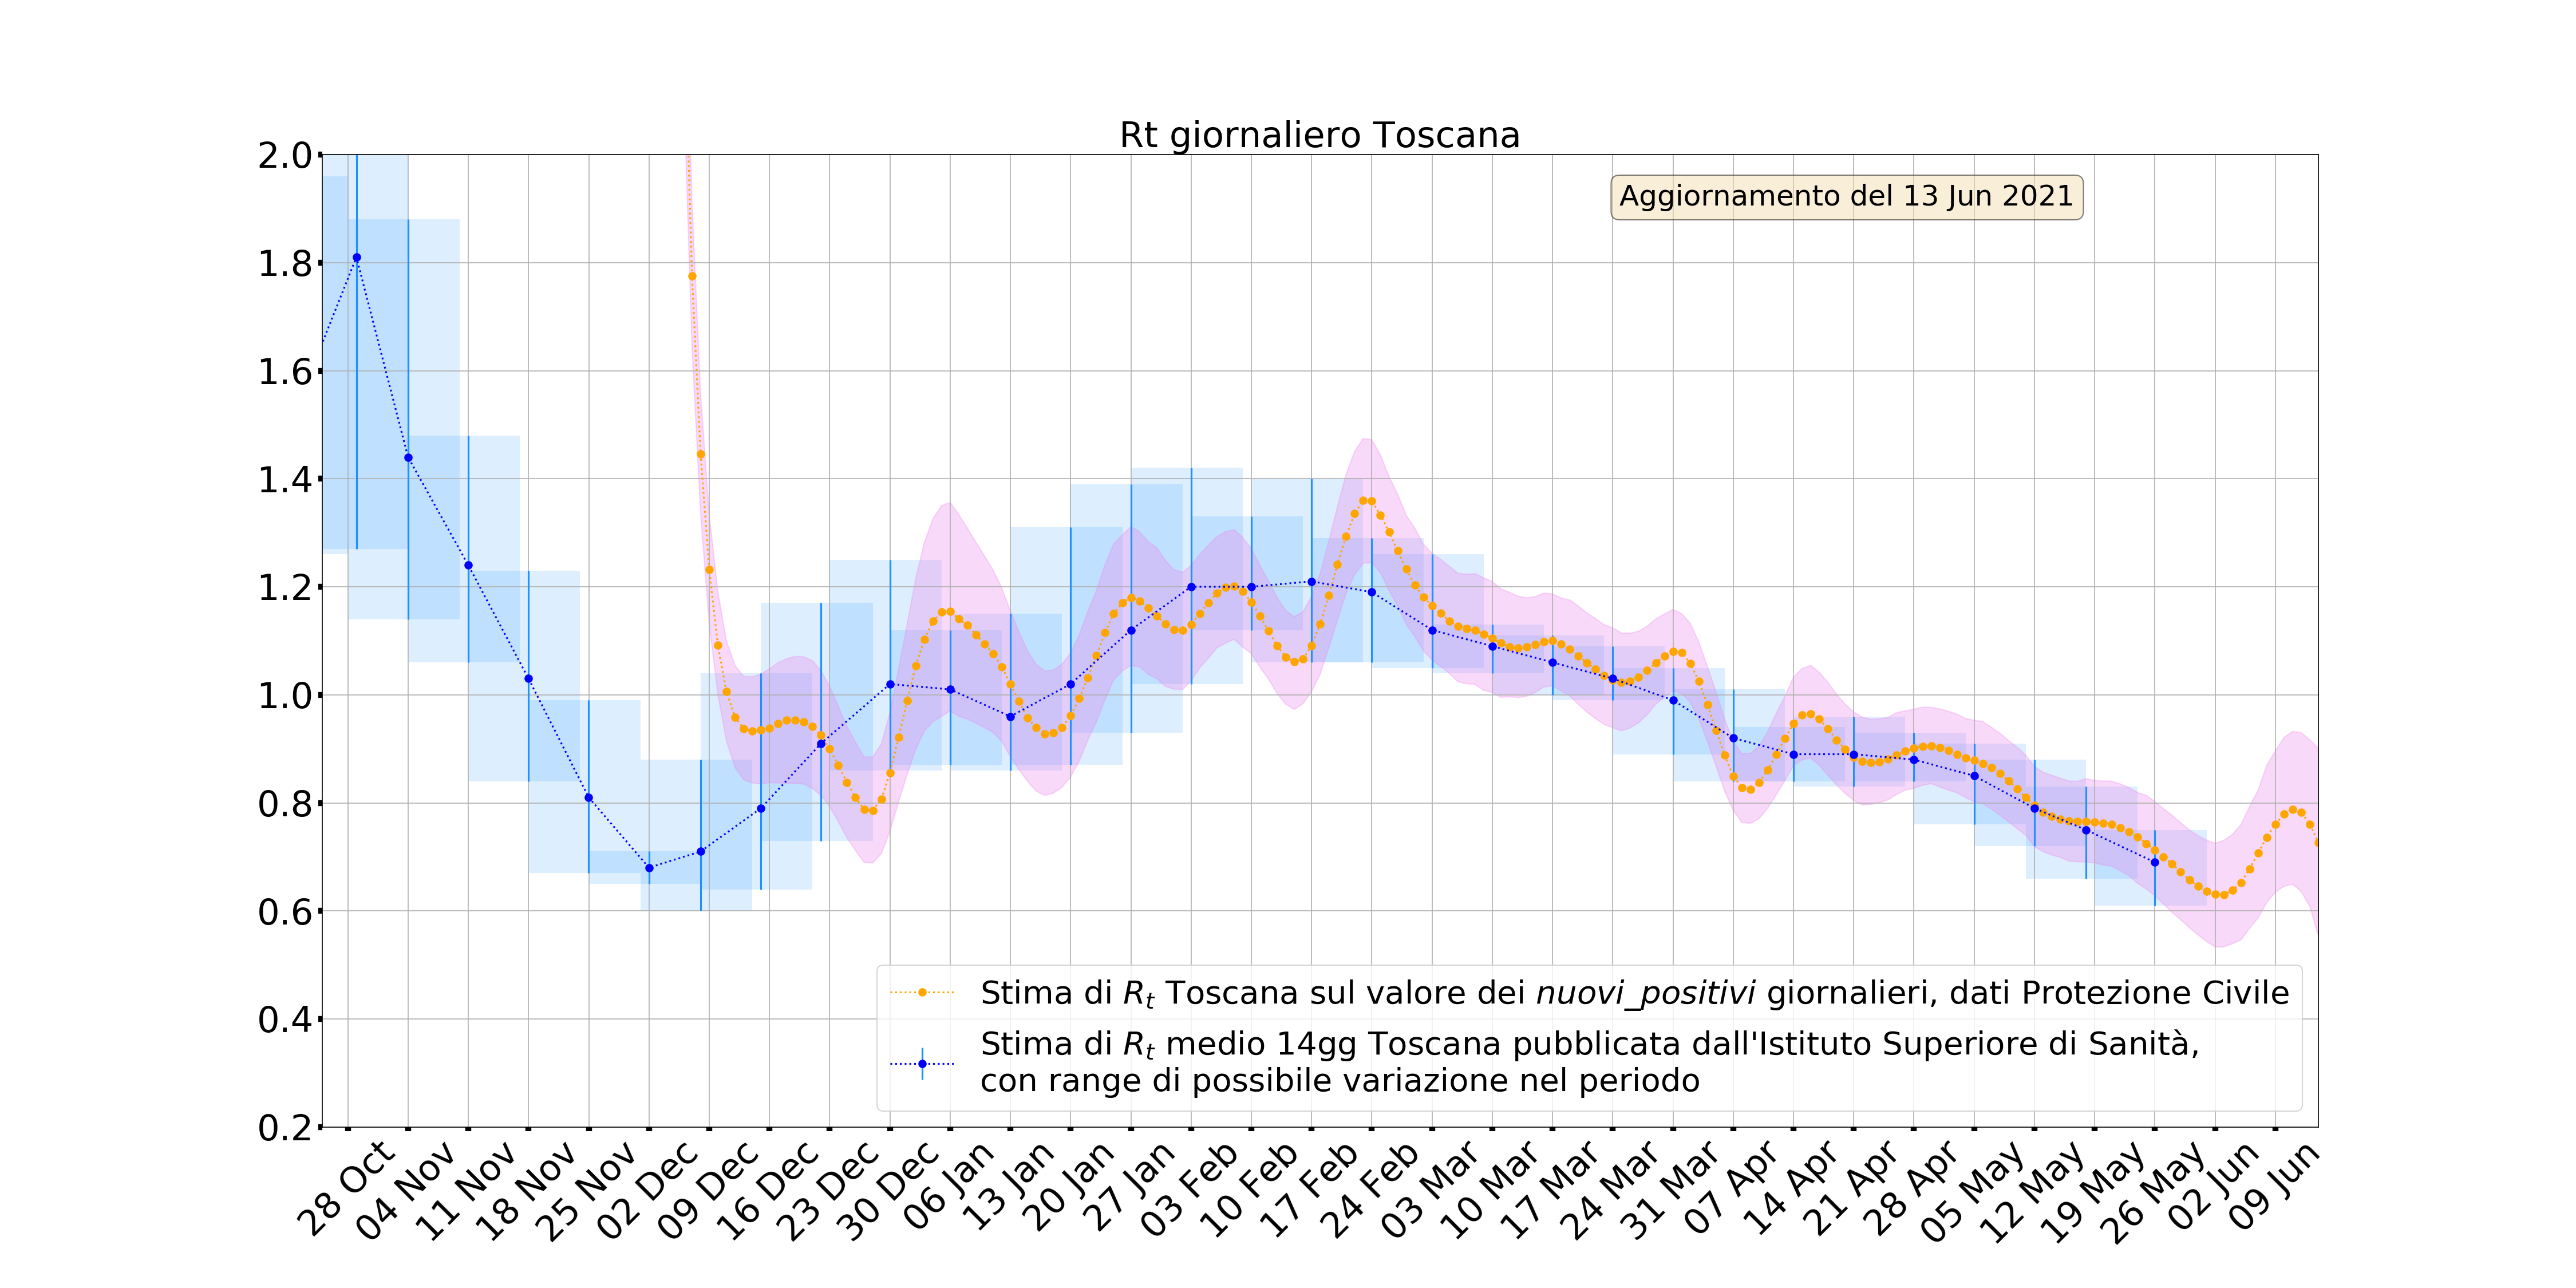 Rt giornaliero Toscana
Aggiornamento del 13 Jun 2021
2.0
1.8
1.6
1.4
1.2
1.0
0.8
0.6
0.4
0.2
Stima di Rt Toscana sul valore dei nuovi_positivi giornalieri, dati Protezione Civile
Stima di Rt medio 14gg Toscana pubblicata dall'Istituto Superiore di Sanità,
con range di possibile variazione nel periodo
28 Oct
04 Nov
11 Nov
18 Nov
25 Nov
02 Dec
09 Dec
16 Dec
23 Dec
30 Dec
06 Jan
13 Jan
20 Jan
27 Jan
03 Feb
10 Feb
17 Feb
24 Feb
03 Mar
10 Mar
17 Mar
24 Mar
31 Mar
07 Apr
14 Apr
21 Apr
28 Apr
05 May
12 May
19 May
26 May
02 Jun
09 Jun